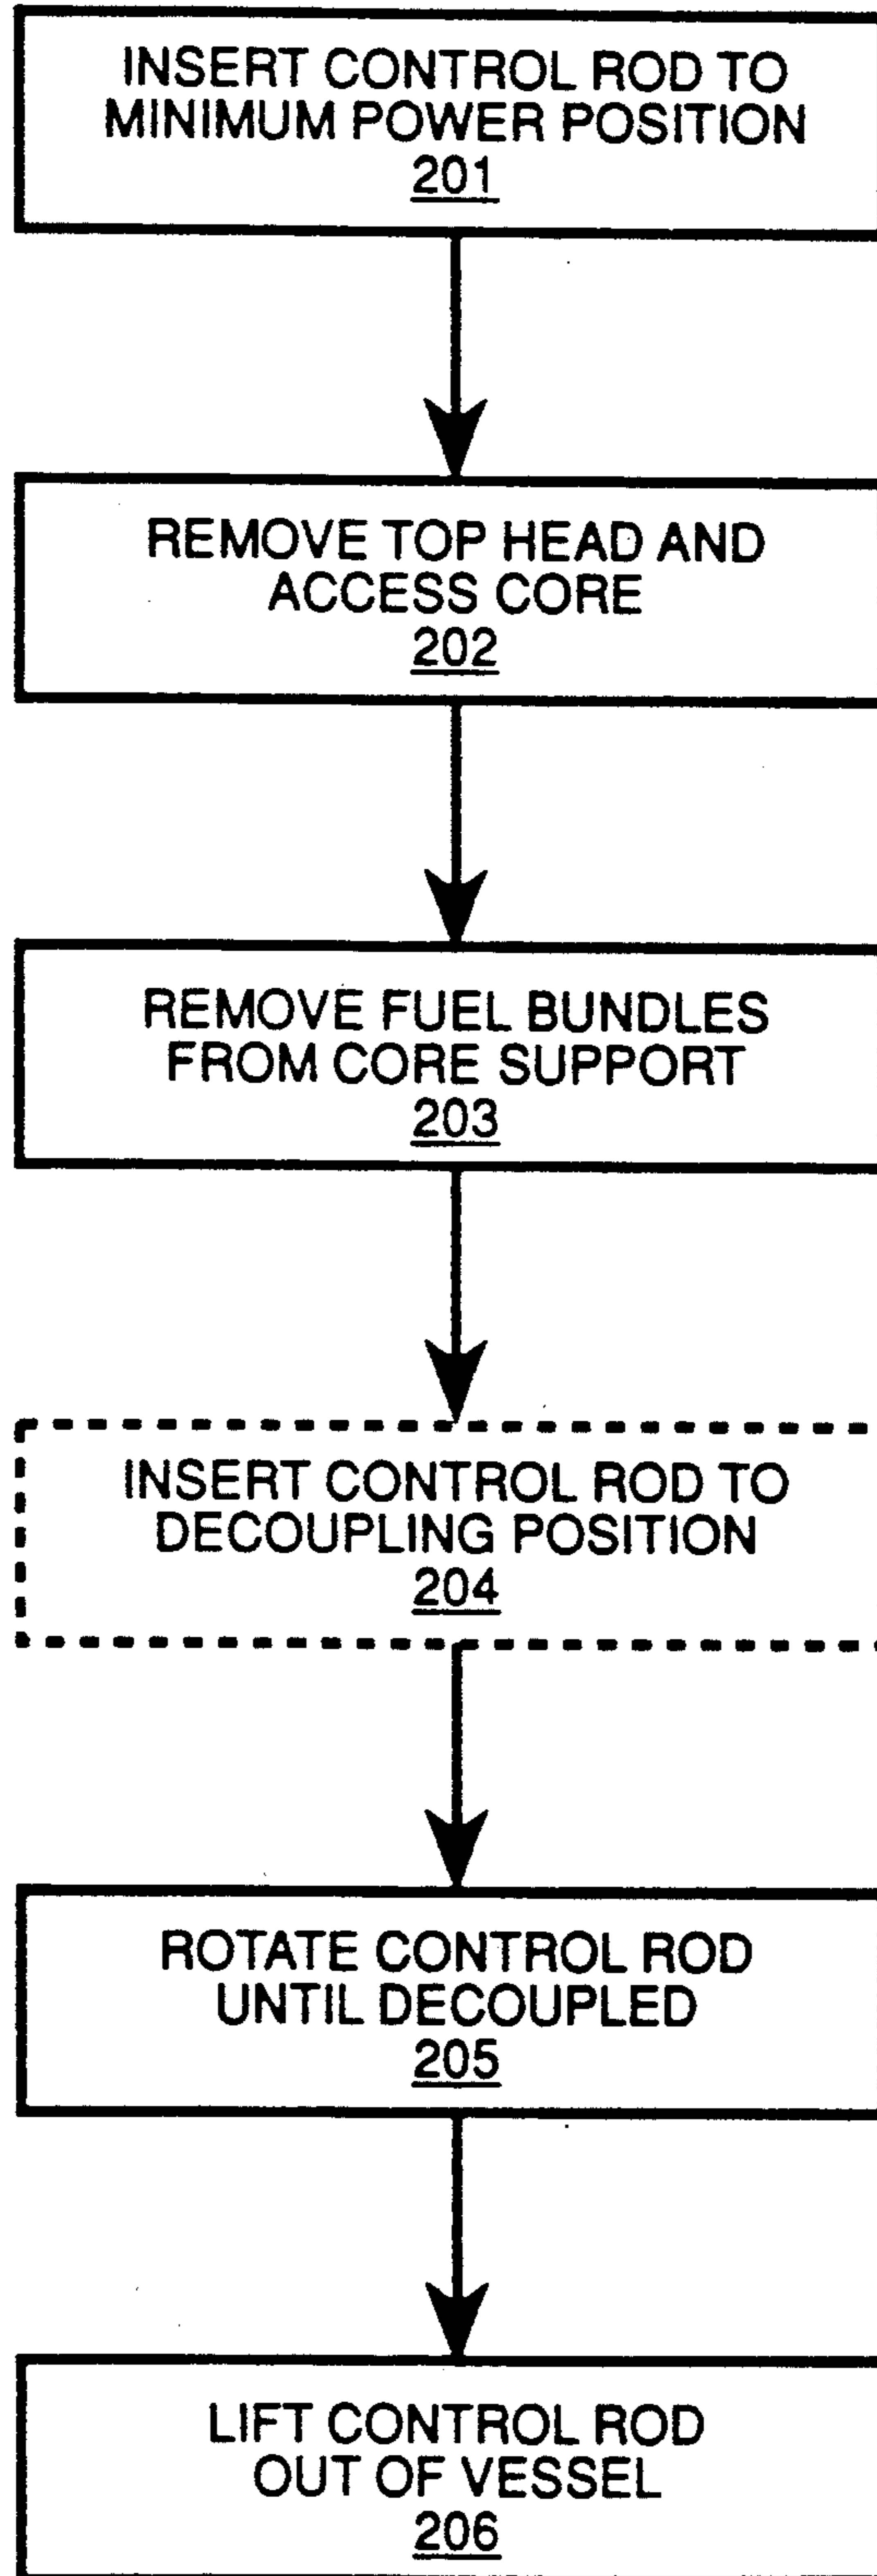 INSERT CONTROL ROD TO
MINIMUM POWER POSITION
201
REMOVE TOP HEAD AND
ACCESS CORE
202
REMOVE FUEL BUNDLES
FROM CORE SUPPORT
203
INSERT CONTROL ROD TO
DECOUPLING POSITION
204
ROTATE CONTROL ROD
UNTIL DECOUPLED
205
LIFT CONTROL ROD
OUT OF VESSEL
206